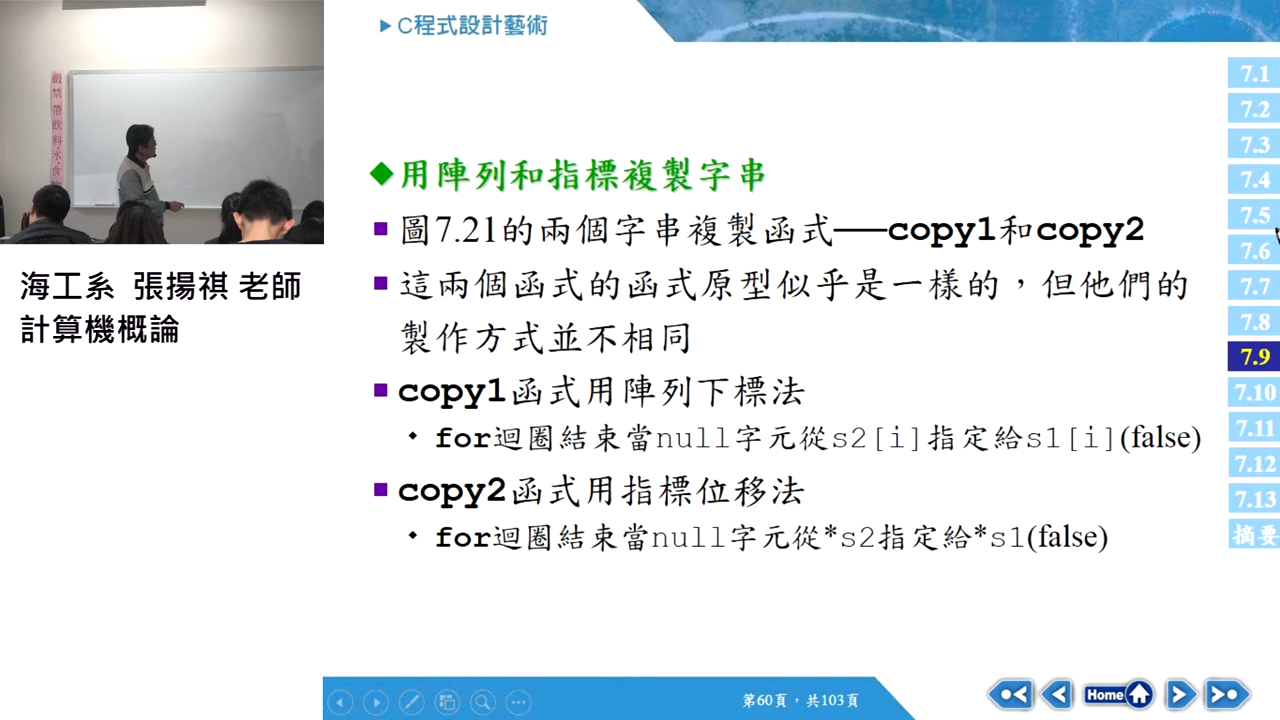 C程式設計藝術
嚴禁帶飲料、水、食
海工系 張揚祺 老師
計算機概論
用陣列和指標複製字串
圖7.21的兩個字串複製函式──copy1和copy2
這兩個函式的函式原型似乎是一樣的，但他們的
製作方式並不相同
copy1函式用陣列下標法
for迴圈結束當null字元從s2[i]指定給s1[i](false)
copy2函式用指標位移法
for迴圈結束當null字元從*s2指定給*s1(false)
7.1
7.2
7.3
7.4
7.5
7.6
7.7
7.8
7.9
7.10
7.11
7.12
7.13
摘要
第60頁，共103頁
Home